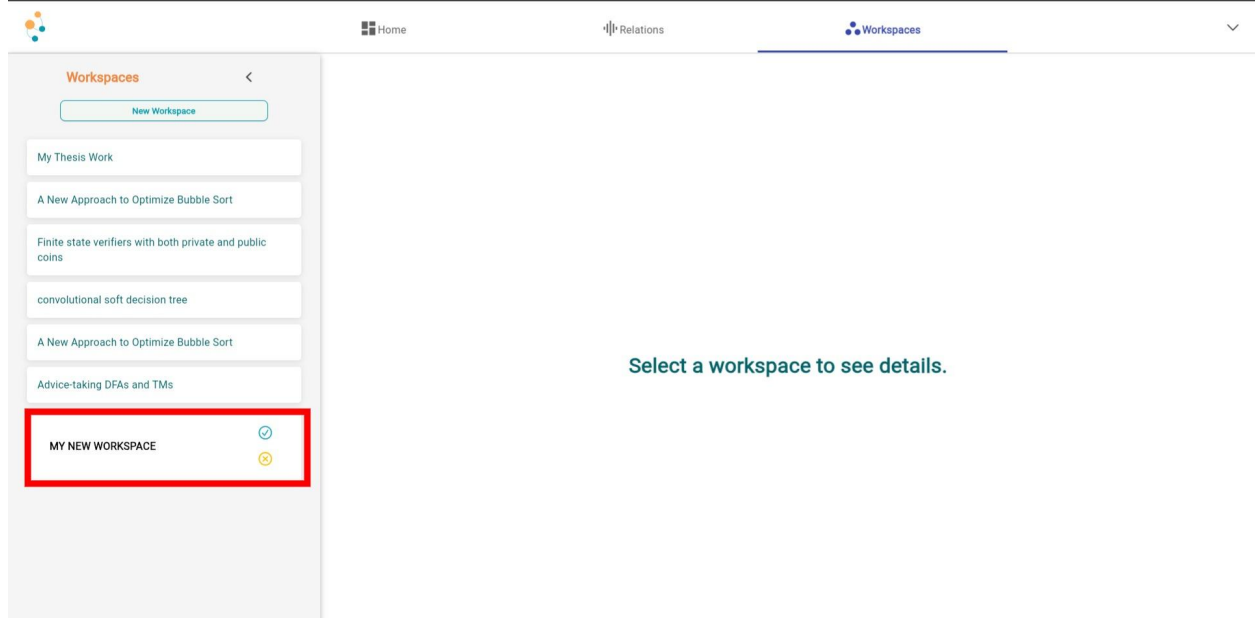 Home
Relations
Workspaces
Workspaces
New Workspace
My Thesis Work
A New Approach to Optimize Bubble Sort
Finite state verifiers with both private and public
coins
convolutional soft decision tree
A New Approach to Optimize Bubble Sort
Advice-taking DFAs and TMs
MY NEW WORKSPACE
Select a workspace to see details.